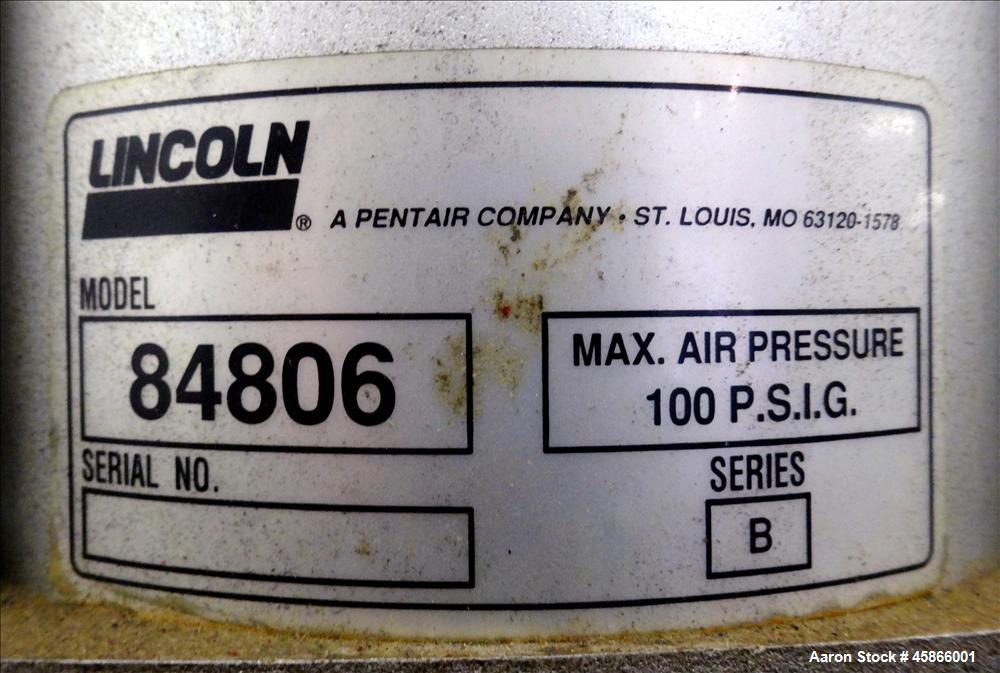 LINCOLN
® A PENTAIR COMPANY • ST. LOUIS, MO 63120-1578
MODEL
84806
MAX. AIR PRESSURE
100 P.S.I.G.
SERIAL NO.
SERIES
B
Aaron Stock # 45866001